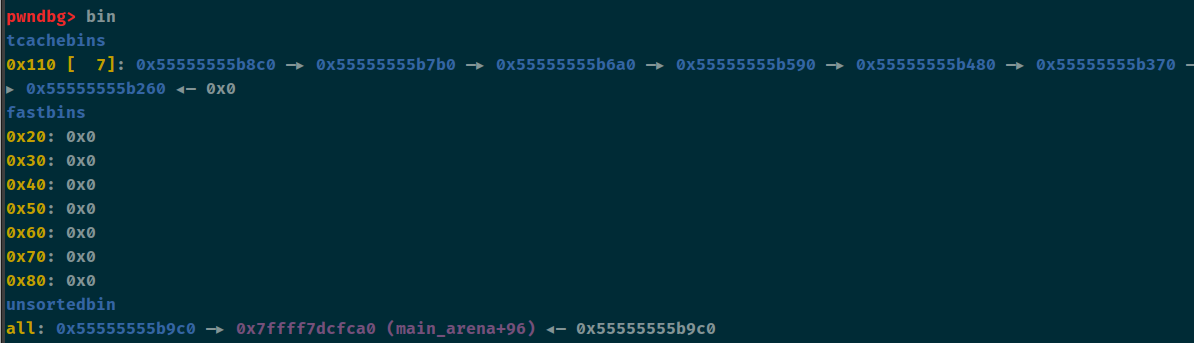 pwndbg> bin
tcachebins
0x110 [  7]: 0x55555555b8c0 —▸ 0x55555555b7b0 —▸ 0x55555555b6a0 —▸ 0x55555555b590 —▸ 0x55555555b480 —▸ 0x55555555b370 —
▸ 0x55555555b260 ◂— 0x0
fastbins
0x20: 0x0
0x30: 0x0
0x40: 0x0
0x50: 0x0
0x60: 0x0
0x70: 0x0
0x80: 0x0
unsortedbin
all: 0x55555555b9c0 —▸ 0x7ffff7dcfca0 (main_arena+96) ◂— 0x55555555b9c0